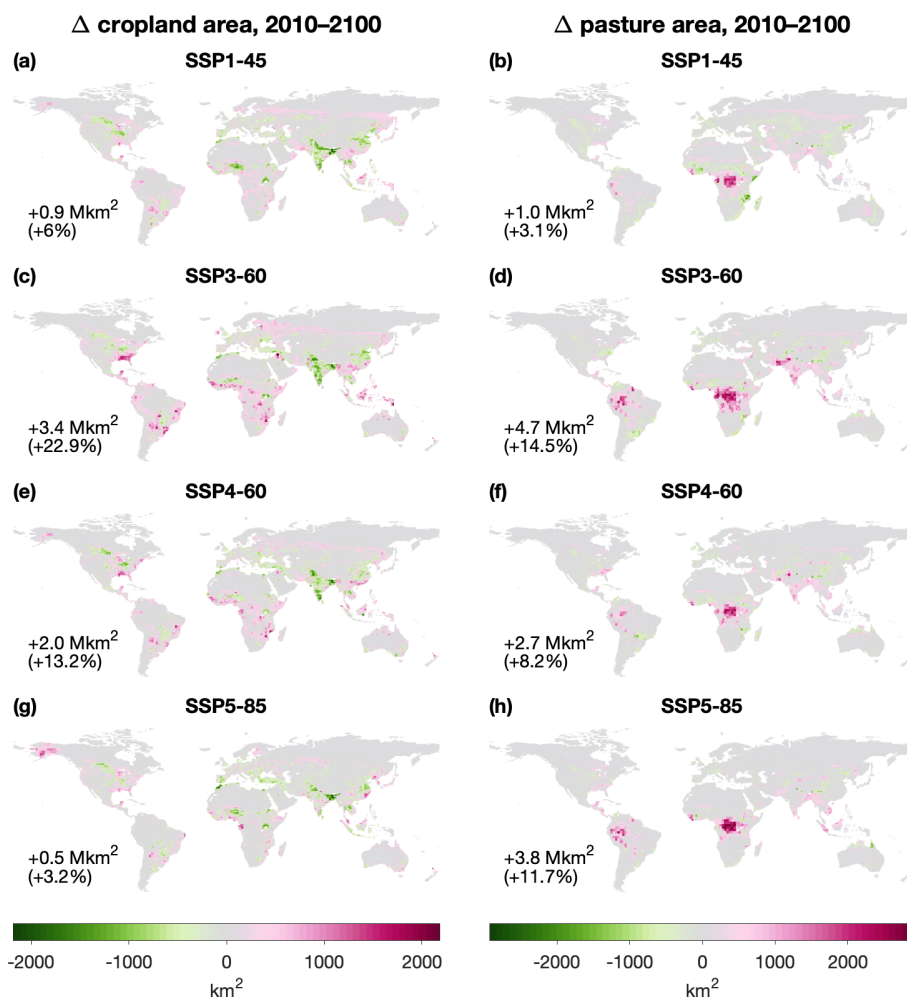 Δ cropland area, 2010–2100
Δ pasture area, 2010–2100
(a)
SSP1-45
+0.9 Mkm²
(+6%)
(b)
SSP1-45
+1.0 Mkm²
(+3.1%)
(c)
SSP3-60
+3.4 Mkm²
(+22.9%)
(d)
SSP3-60
+4.7 Mkm²
(+14.5%)
(e)
SSP4-60
+2.0 Mkm²
(+13.2%)
(f)
SSP4-60
+2.7 Mkm²
(+8.2%)
(g)
SSP5-85
+0.5 Mkm²
(+3.2%)
(h)
SSP5-85
+3.8 Mkm²
(+11.7%)
-2000 -1000 0 1000 2000
km²
-2000 -1000 0 1000 2000
km²